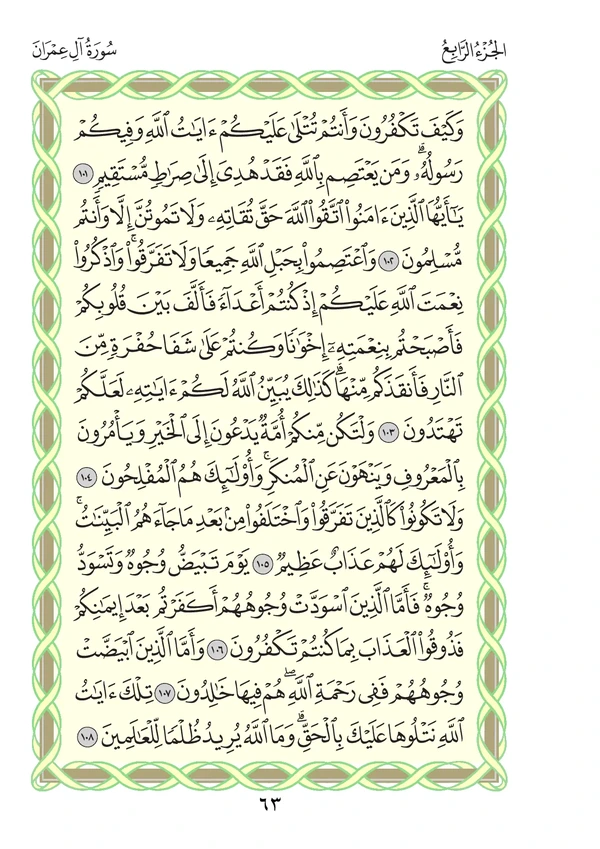 الجُزْءُ الرَّابِعُ
سُورَةُ آلِ عِمْرَانَ
وَكَيْفَ تَكْفُرُونَ وَأَنتُمْ تُتْلَىٰ عَلَيْكُمْ ءَايَـٰتُ ٱللَّهِ وَفِيكُمْ
رَسُولُهُۥۗ وَمَن يَعْتَصِم بِٱللَّهِ فَقَدْ هُدِىَ إِلَىٰ صِرَٰطٍ مُّسْتَقِيمٍ ١٠١
يَـٰٓأَيُّهَا ٱلَّذِينَ ءَامَنُوا۟ ٱتَّقُوا۟ ٱللَّهَ حَقَّ تُقَاتِهِۦ وَلَا تَمُوتُنَّ إِلَّا وَأَنتُم
مُّسْلِمُونَ ١٠٢ وَٱعْتَصِمُوا۟ بِحَبْلِ ٱللَّهِ جَمِيعًا وَلَا تَفَرَّقُوا۟ۚ وَٱذْكُرُوا۟
نِعْمَتَ ٱللَّهِ عَلَيْكُمْ إِذْ كُنتُمْ أَعْدَآءً فَأَلَّفَ بَيْنَ قُلُوبِكُمْ
فَأَصْبَحْتُم بِنِعْمَتِهِۦٓ إِخْوَٰنًا وَكُنتُمْ عَلَىٰ شَفَا حُفْرَةٍ مِّنَ
ٱلنَّارِ فَأَنقَذَكُم مِّنْهَاۗ كَذَٰلِكَ يُبَيِّنُ ٱللَّهُ لَكُمْ ءَايَـٰتِهِۦ لَعَلَّكُمْ
تَهْتَدُونَ ١٠٣ وَلْتَكُن مِّنكُمْ أُمَّةٌ يَدْعُونَ إِلَى ٱلْخَيْرِ وَيَأْمُرُونَ
بِٱلْمَعْرُوفِ وَيَنْهَوْنَ عَنِ ٱلْمُنكَرِۚ وَأُو۟لَـٰٓئِكَ هُمُ ٱلْمُفْلِحُونَ ١٠٤
وَلَا تَكُونُوا۟ كَٱلَّذِينَ تَفَرَّقُوا۟ وَٱخْتَلَفُوا۟ مِنۢ بَعْدِ مَا جَآءَهُمُ ٱلْبَيِّنَـٰتُۚ
وَأُو۟لَـٰٓئِكَ لَهُمْ عَذَابٌ عَظِيمٌ ١٠٥ يَوْمَ تَبْيَضُّ وُجُوهٌ وَتَسْوَدُّ
وُجُوهٌۚ فَأَمَّا ٱلَّذِينَ ٱسْوَدَّتْ وُجُوهُهُمْ أَكَفَرْتُم بَعْدَ إِيمَـٰنِكُمْ
فَذُوقُوا۟ ٱلْعَذَابَ بِمَا كُنتُمْ تَكْفُرُونَ ١٠٦ وَأَمَّا ٱلَّذِينَ ٱبْيَضَّتْ
وُجُوهُهُمْ فَفِى رَحْمَةِ ٱللَّهِۖ هُمْ فِيهَا خَـٰلِدُونَ ١٠٧ تِلْكَ ءَايَـٰتُ
ٱللَّهِ نَتْلُوهَا عَلَيْكَ بِٱلْحَقِّۗ وَمَا ٱللَّهُ يُرِيدُ ظُلْمًا لِّلْعَـٰلَمِينَ ١٠٨
٦٣